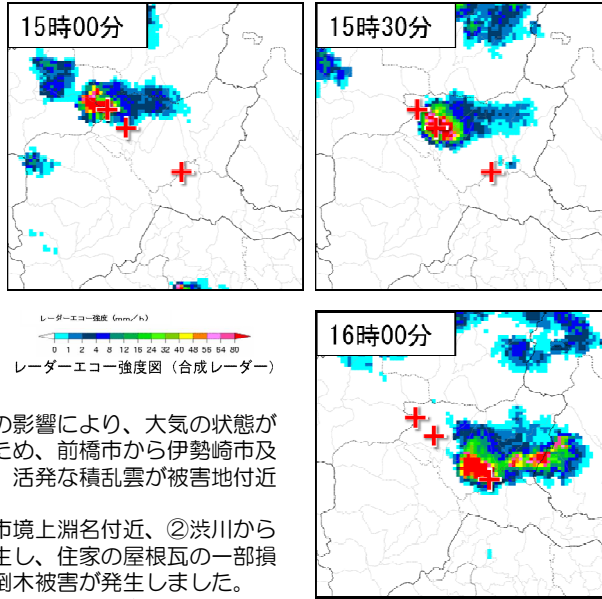 15時00分
15時30分
レーダーエコー強度 (mm/h)
0 1 2 4 8 12 16 24 32 40 48 56 64 80
レーダーエコー強度図(合成レーダー)
16時00分
の影響により、大気の状態が
ため、前橋市から伊勢崎市及
活発な積乱雲が被害地付近
市境上淵名付近、②渋川から
生し、住家の屋根瓦の一部損
倒木被害が発生しました。